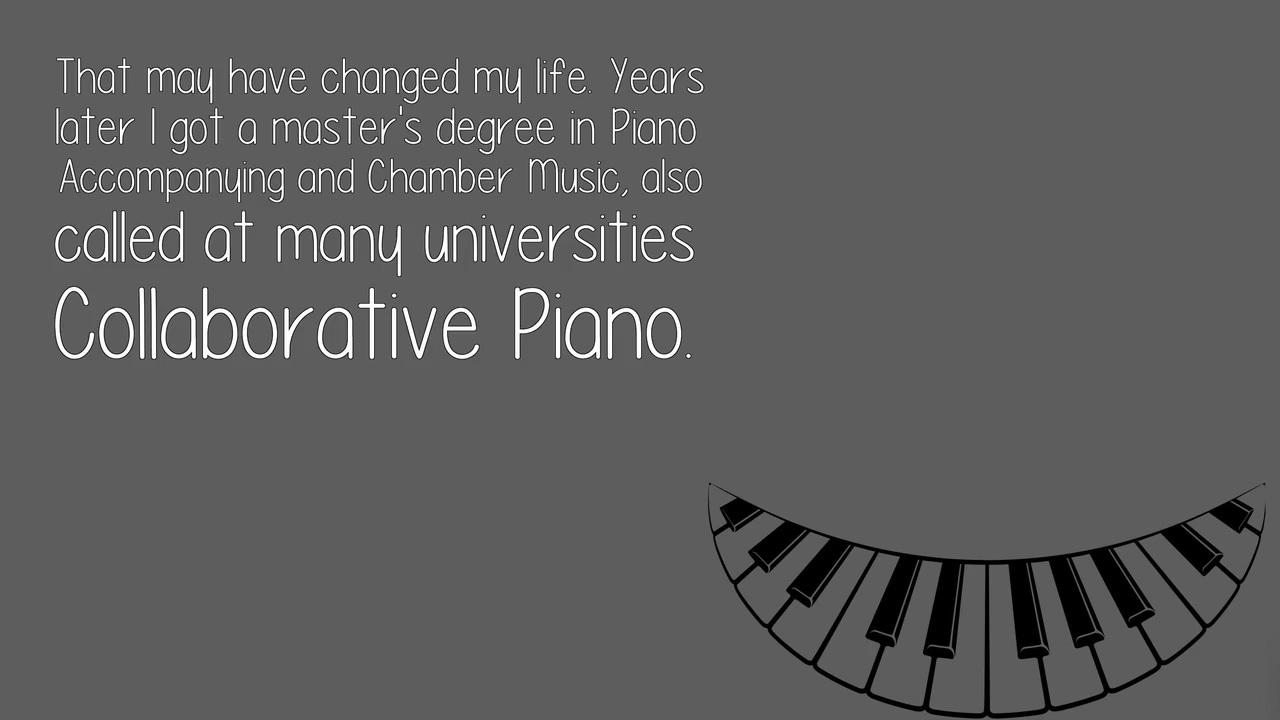 That may have changed my life. Years
later I got a master's degree in Piano
Accompanying and Chamber Music, also
called at many universities
Collaborative Piano.